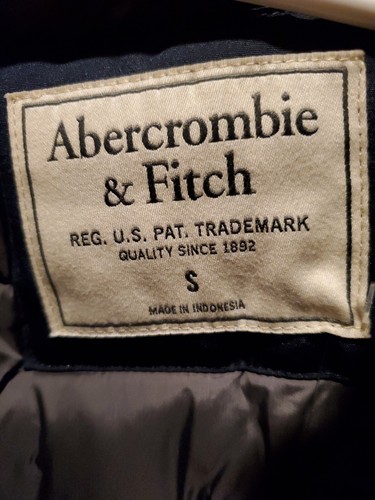 Abercrombie
& Fitch
REG. U.S. PAT. TRADEMARK
QUALITY SINCE 1892
S
MADE IN INDONESIA